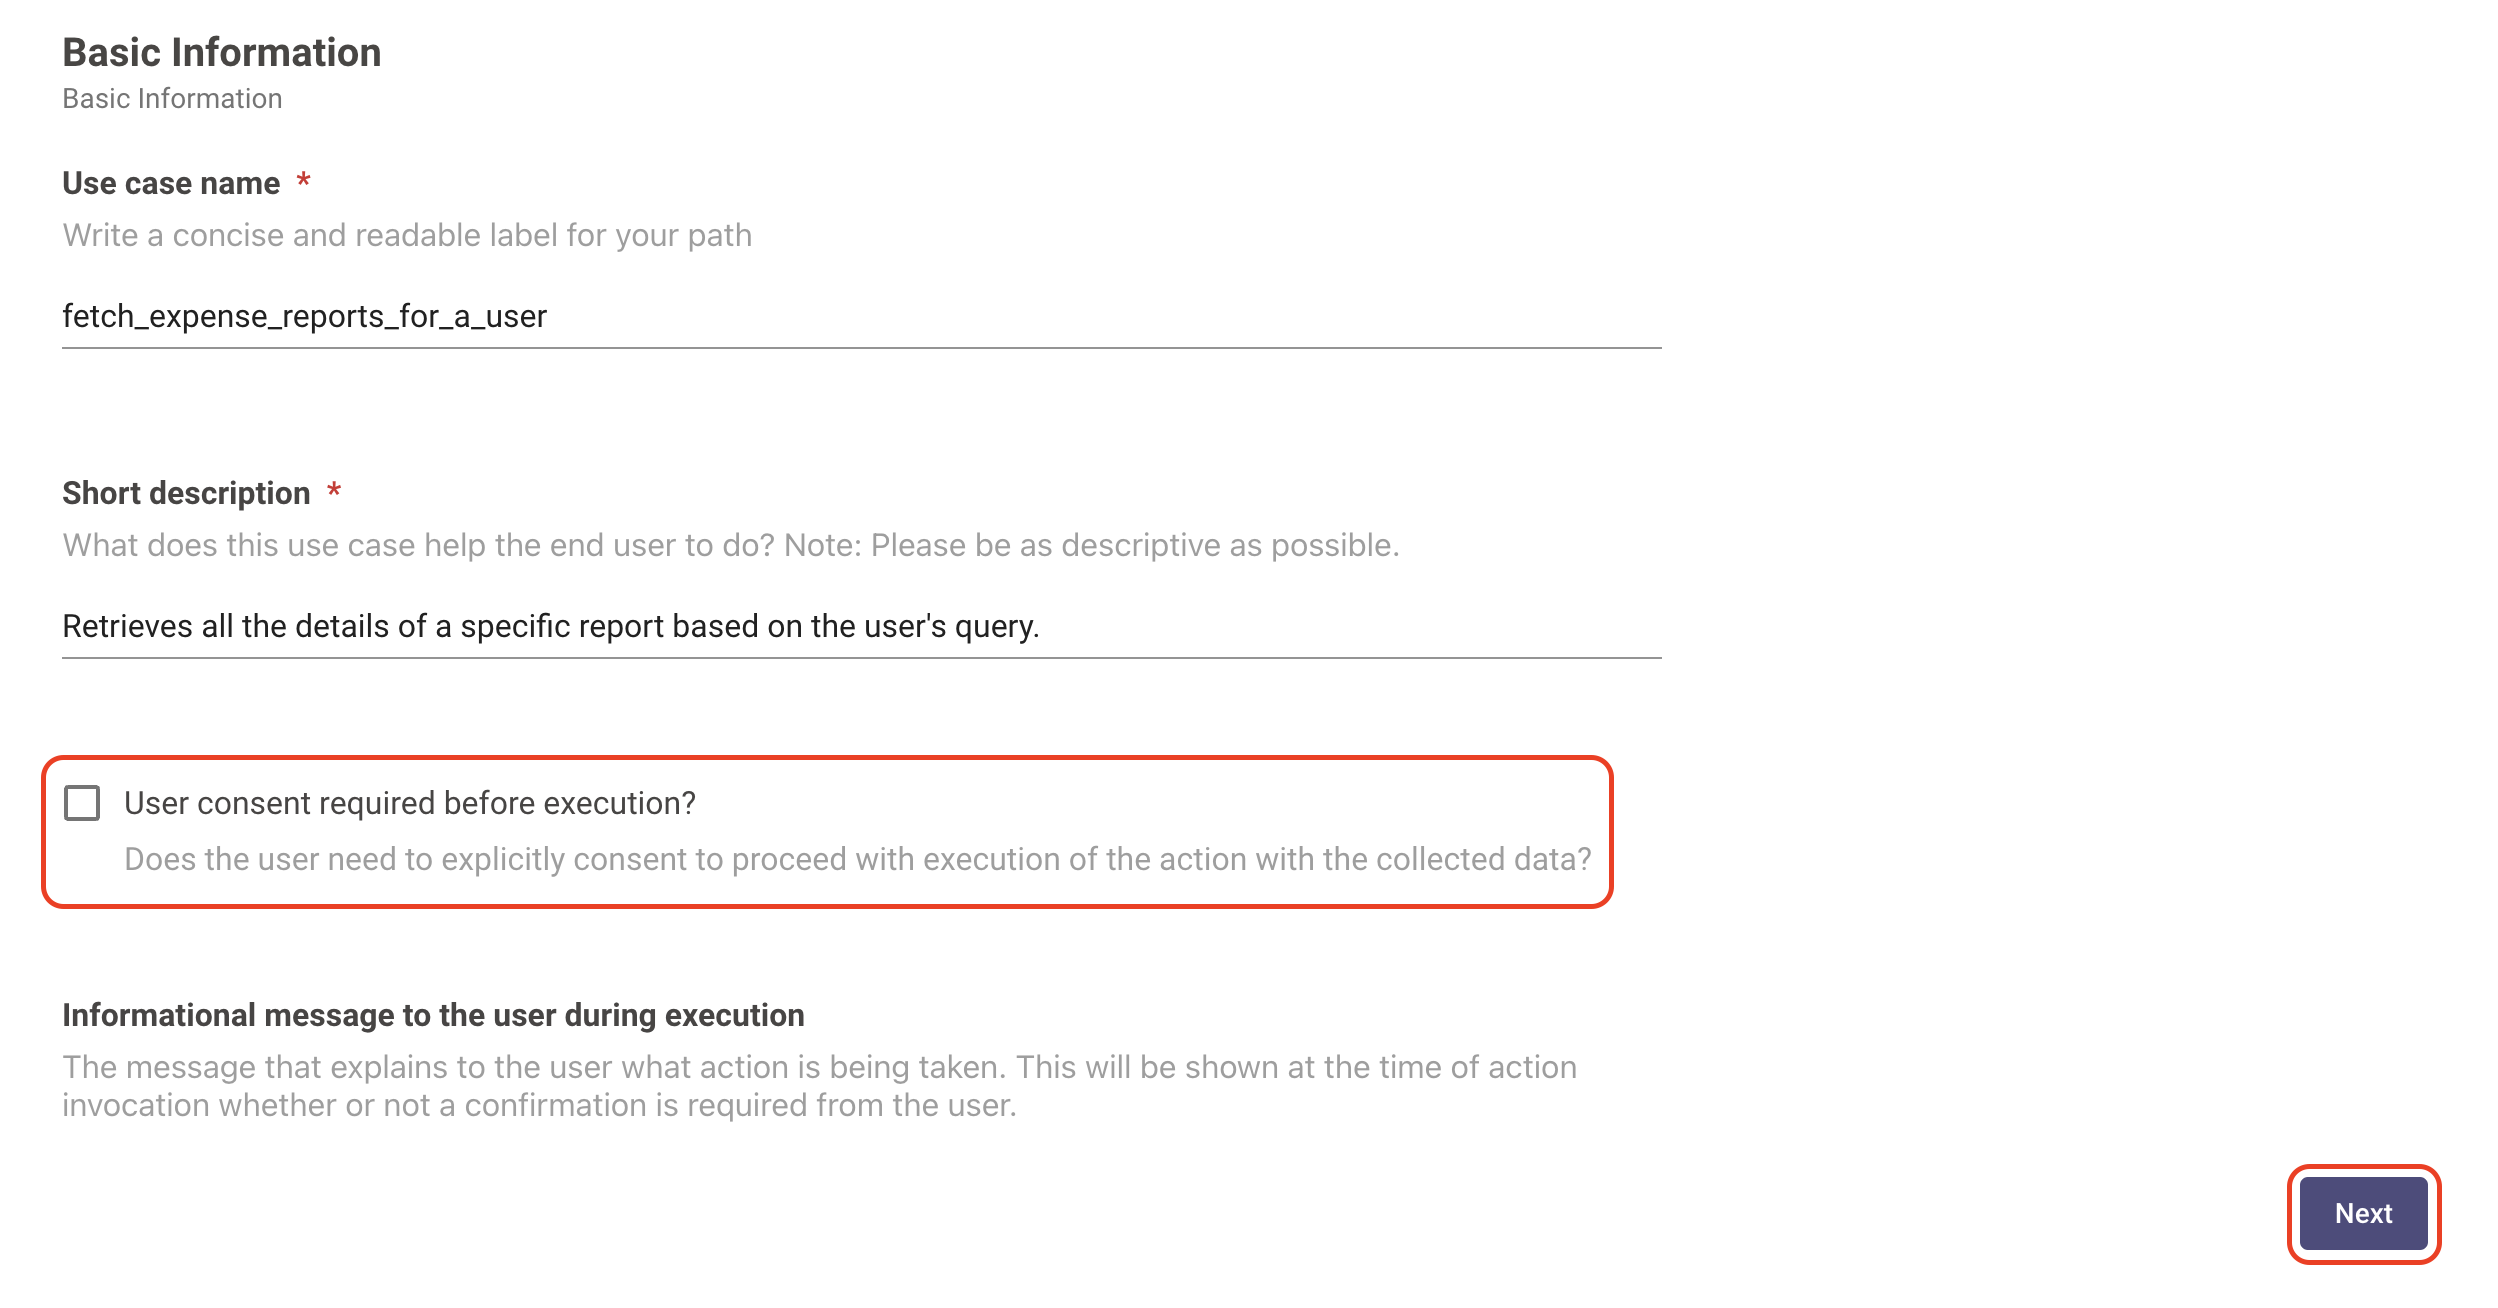 Basic Information
Basic Information
Use case name *
Write a concise and readable label for your path
fetch_expense_reports_for_a_user
Short description *
What does this use case help the end user to do? Note: Please be as descriptive as possible.
Retrieves all the details of a specific report based on the user's query.
User consent required before execution?
Does the user need to explicitly consent to proceed with execution of the action with the collected data?
Informational message to the user during execution
The message that explains to the user what action is being taken. This will be shown at the time of action
invocation whether or not a confirmation is required from the user.
Next